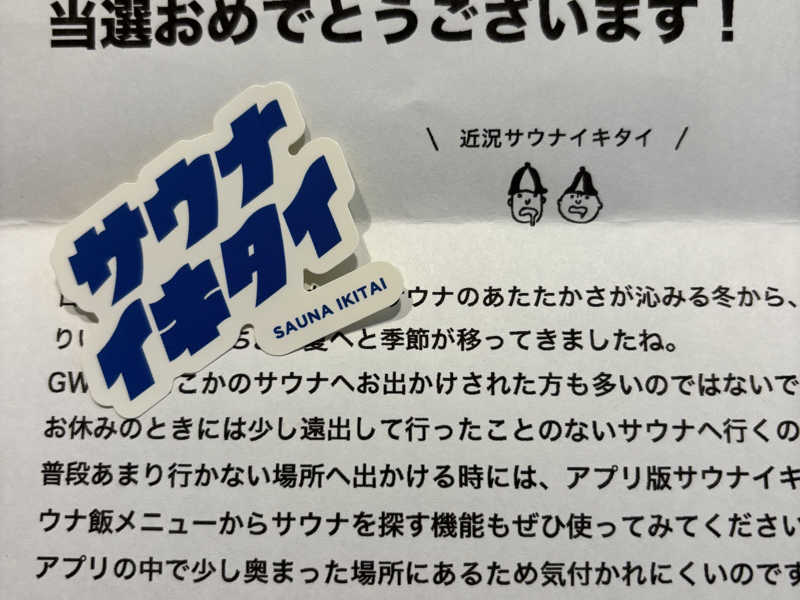 当選おめでとうございます!
\ 近況サウナイキタイ /
サウナ
イキタイ
SAUNA IKITAI
ウナのあたたかさが沁みる冬から、
り 夏へと季節が移ってきましたね。
GW こかのサウナへお出かけされた方も多いのではないで
お休みのときには少し遠出して行ったことのないサウナへ行くの
普段あまり行かない場所へ出かける時には、アプリ版サウナイキ
ウナ飯メニューからサウナを探す機能もぜひ使ってみてください
アプリの中で少し奥まった場所にあるため気付かれにくいのです